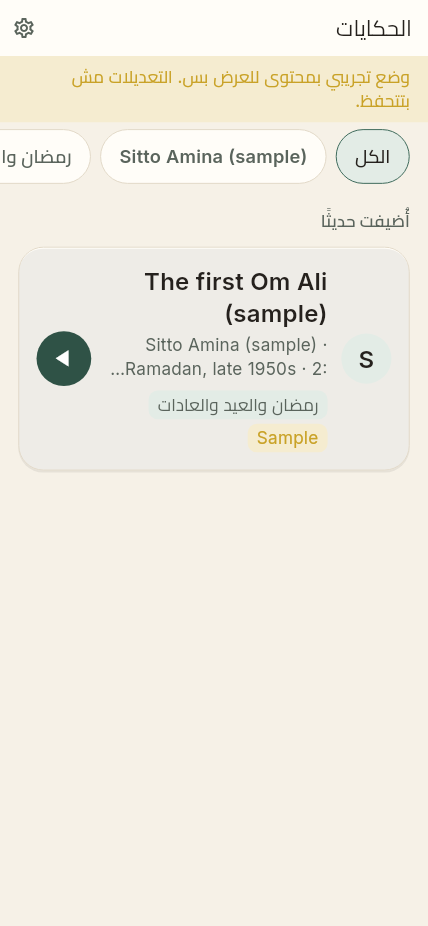 الحكايات
وضع تجريبي بمحتوى للعرض بس. التعديلات مش
بتتحفظ.
الكل
Sitto Amina (sample)
رمضان وا
أُضيفت حديثًا
The first Om Ali
(sample)
Sitto Amina (sample) ·
Ramadan, late 1950s · 2:…
S
رمضان والعيد والعادات
Sample